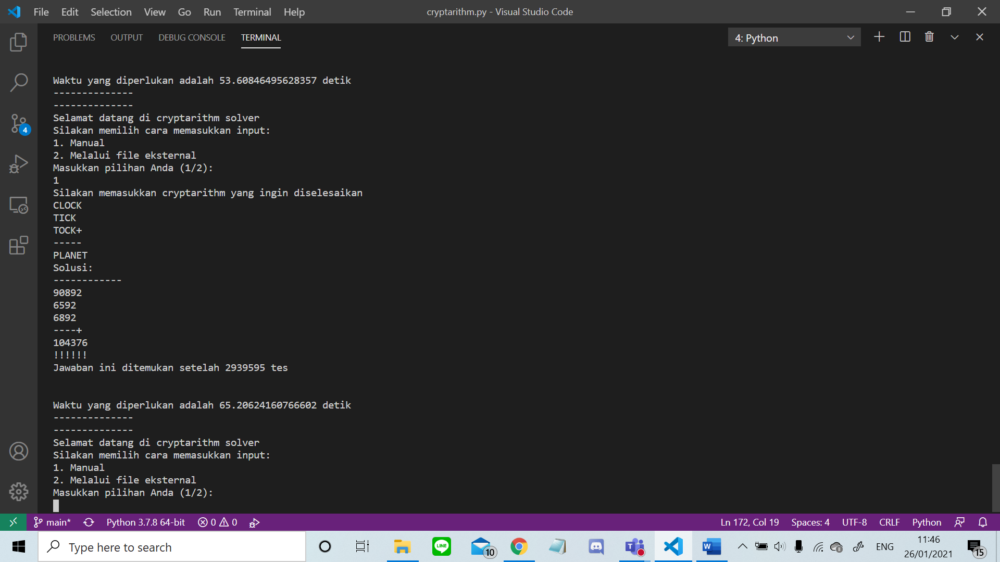 File Edit Selection View Go Run Terminal Help
cryptarithm.py - Visual Studio Code
PROBLEMS OUTPUT DEBUG CONSOLE TERMINAL
4: Python
Waktu yang diperlukan adalah 53.60846495628357 detik
--------------
--------------
Selamat datang di cryptarithm solver
Silakan memilih cara memasukkan input:
1. Manual
2. Melalui file eksternal
Masukkan pilihan Anda (1/2):
1
Silakan memasukkan cryptarithm yang ingin diselesaikan
CLOCK
TICK
TOCK+
-----
PLANET
Solusi:
------------
90892
6592
6892
----+
104376
!!!!!!
Jawaban ini ditemukan setelah 2939595 tes
Waktu yang diperlukan adalah 65.20624160766602 detik
--------------
--------------
Selamat datang di cryptarithm solver
Silakan memilih cara memasukkan input:
1. Manual
2. Melalui file eksternal
Masukkan pilihan Anda (1/2):
4
main* Python 3.7.8 64-bit 0 0
Ln 172, Col 19 Spaces: 4 UTF-8 CRLF Python
Type here to search
LINE
10
T
W
ENG
11:46
26/01/2021
15